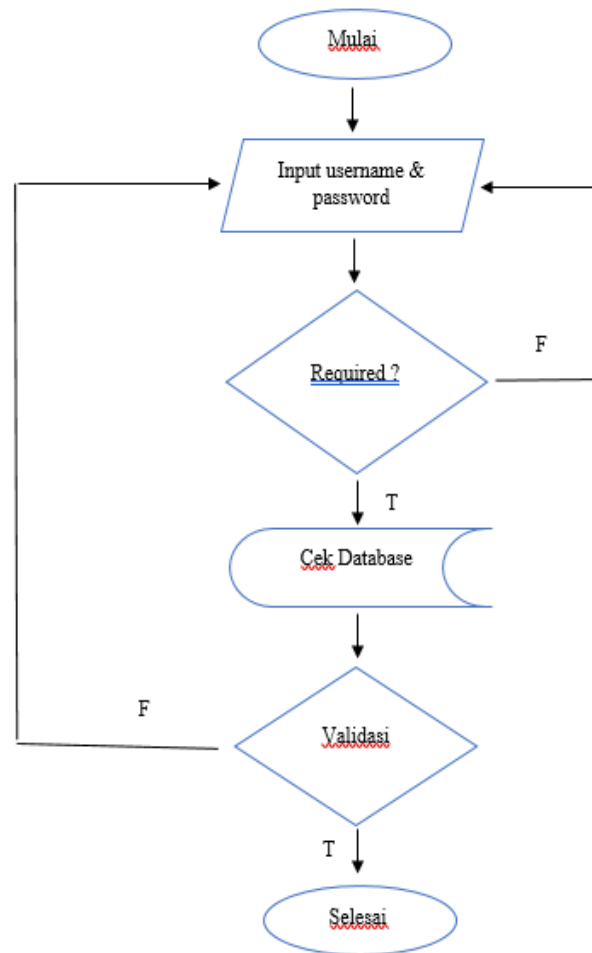 Mulai
Input username &
password
Required ?
F
T
Cek Database
F
Validasi
T
Selesai